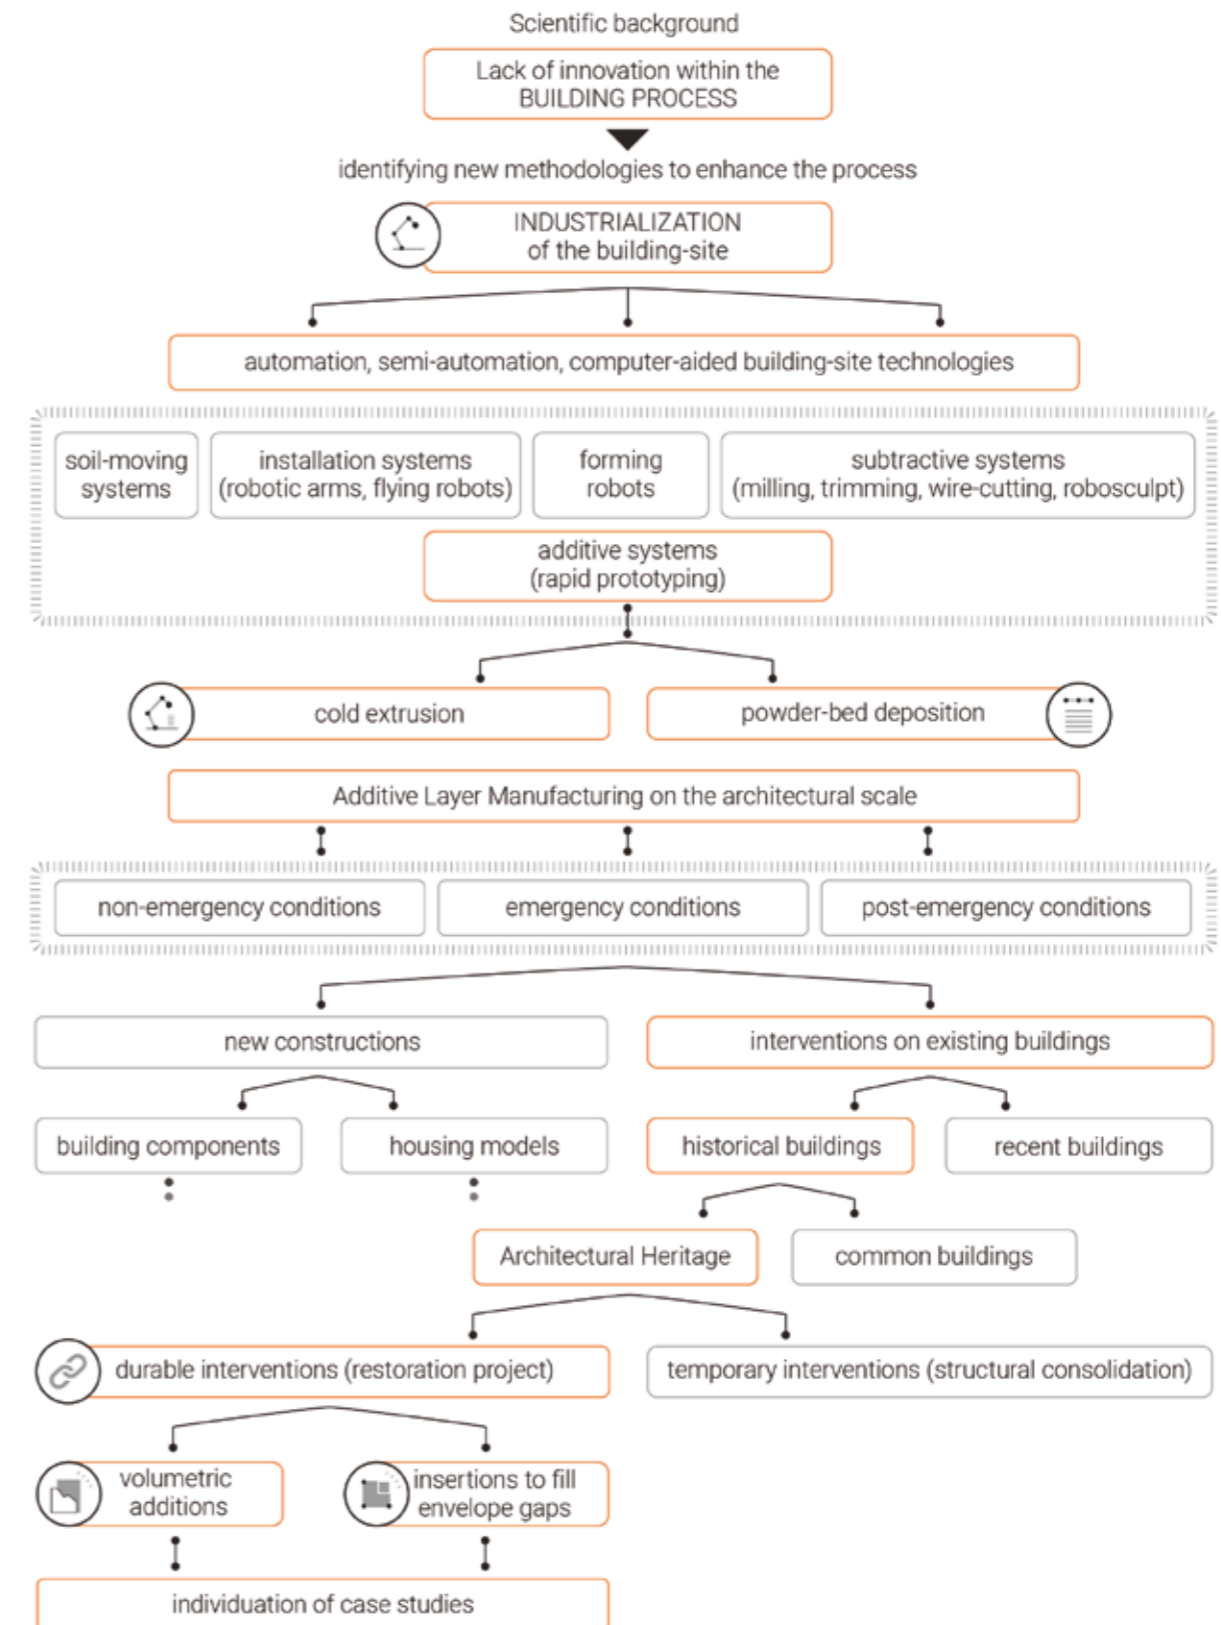 Scientific background
Lack of innovation within the
BUILDING PROCESS
identifying new methodologies to enhance the process
INDUSTRIALIZATION
of the building-site
automation, semi-automation, computer-aided building-site technologies
soil-moving
systems
installation systems
(robotic arms, flying robots)
forming
robots
subtractive systems
(milling, trimming, wire-cutting, robosculpt)
additive systems
(rapid prototyping)
cold extrusion
powder-bed deposition
Additive Layer Manufacturing on the architectural scale
non-emergency conditions
emergency conditions
post-emergency conditions
new constructions
interventions on existing buildings
building components
housing models
historical buildings
recent buildings
Architectural Heritage
common buildings
durable interventions (restoration project)
temporary interventions (structural consolidation)
volumetric
additions
insertions to fill
envelope gaps
individuation of case studies